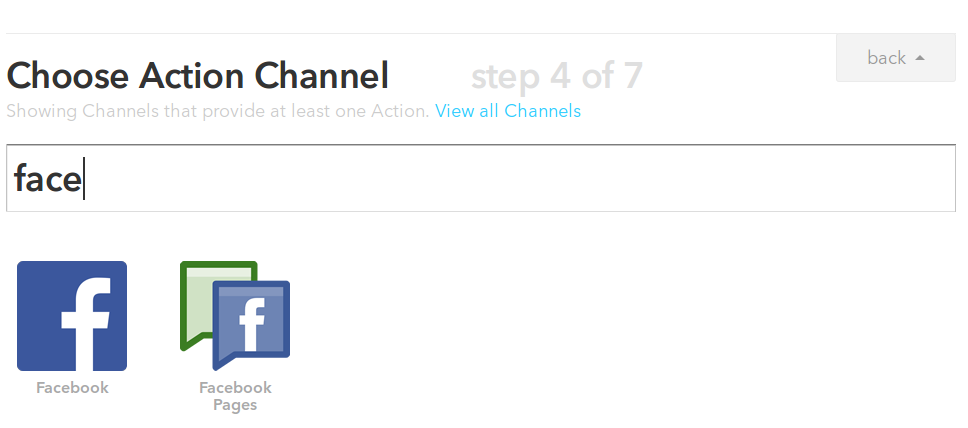 back
Choose Action Channel step 4 of 7
Showing Channels that provide at least one Action. View all Channels
face
Facebook
Facebook
Pages